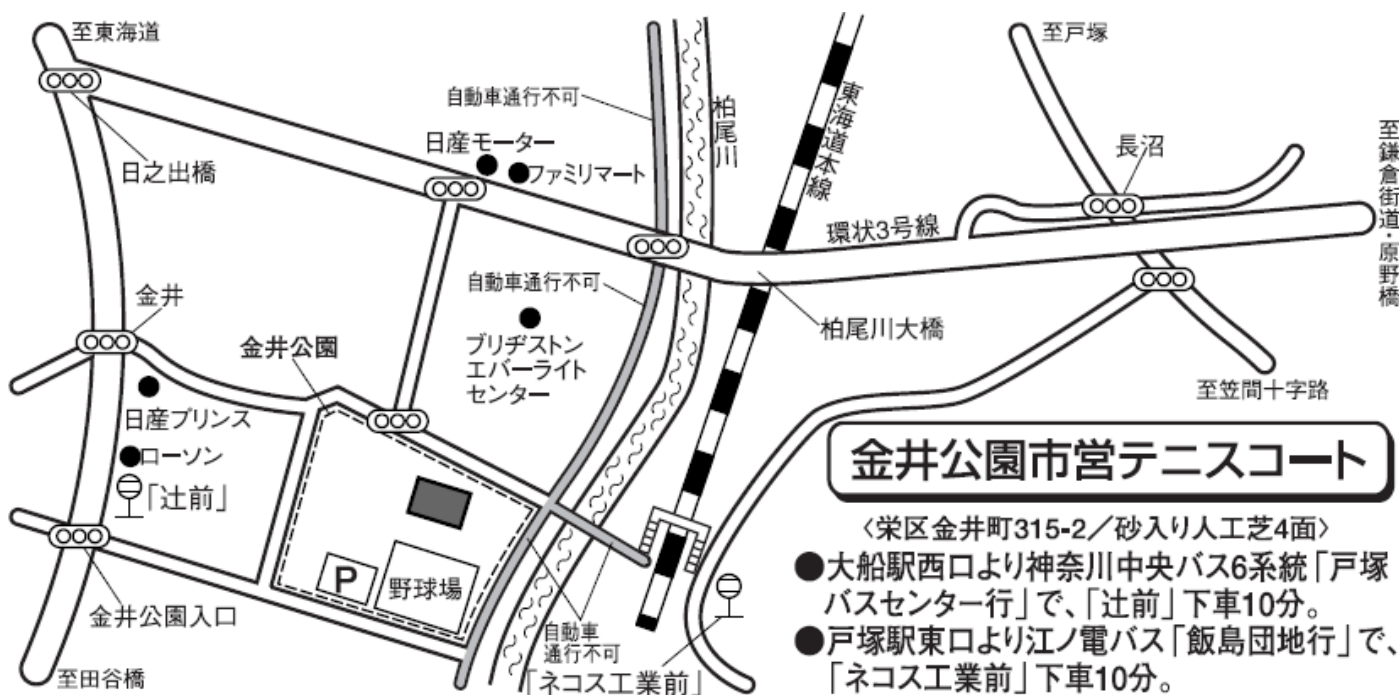 至東海道
日之出橋
自動車通行不可
日産モーター
ファミリマート
柏尾川
東海道本線
至戸塚
長沼
至鎌倉街道・原野橋
環状3号線
金井
金井公園
自動車通行不可
ブリヂストン
エバーライト
センター
柏尾川大橋
至笠間十字路
日産プリンス
ローソン
「辻前」
P
野球場
金井公園入口
至田谷橋
自動車
通行不可
「ネコス工業前」
金井公園市営テニスコート
〈栄区金井町315-2／砂入り人工芝4面〉
●大船駅西口より神奈川中央バス6系統「戸塚
バスセンター行」で、「辻前」下車10分。
●戸塚駅東口より江ノ電バス「飯島団地行」で、
「ネコス工業前」下車10分。